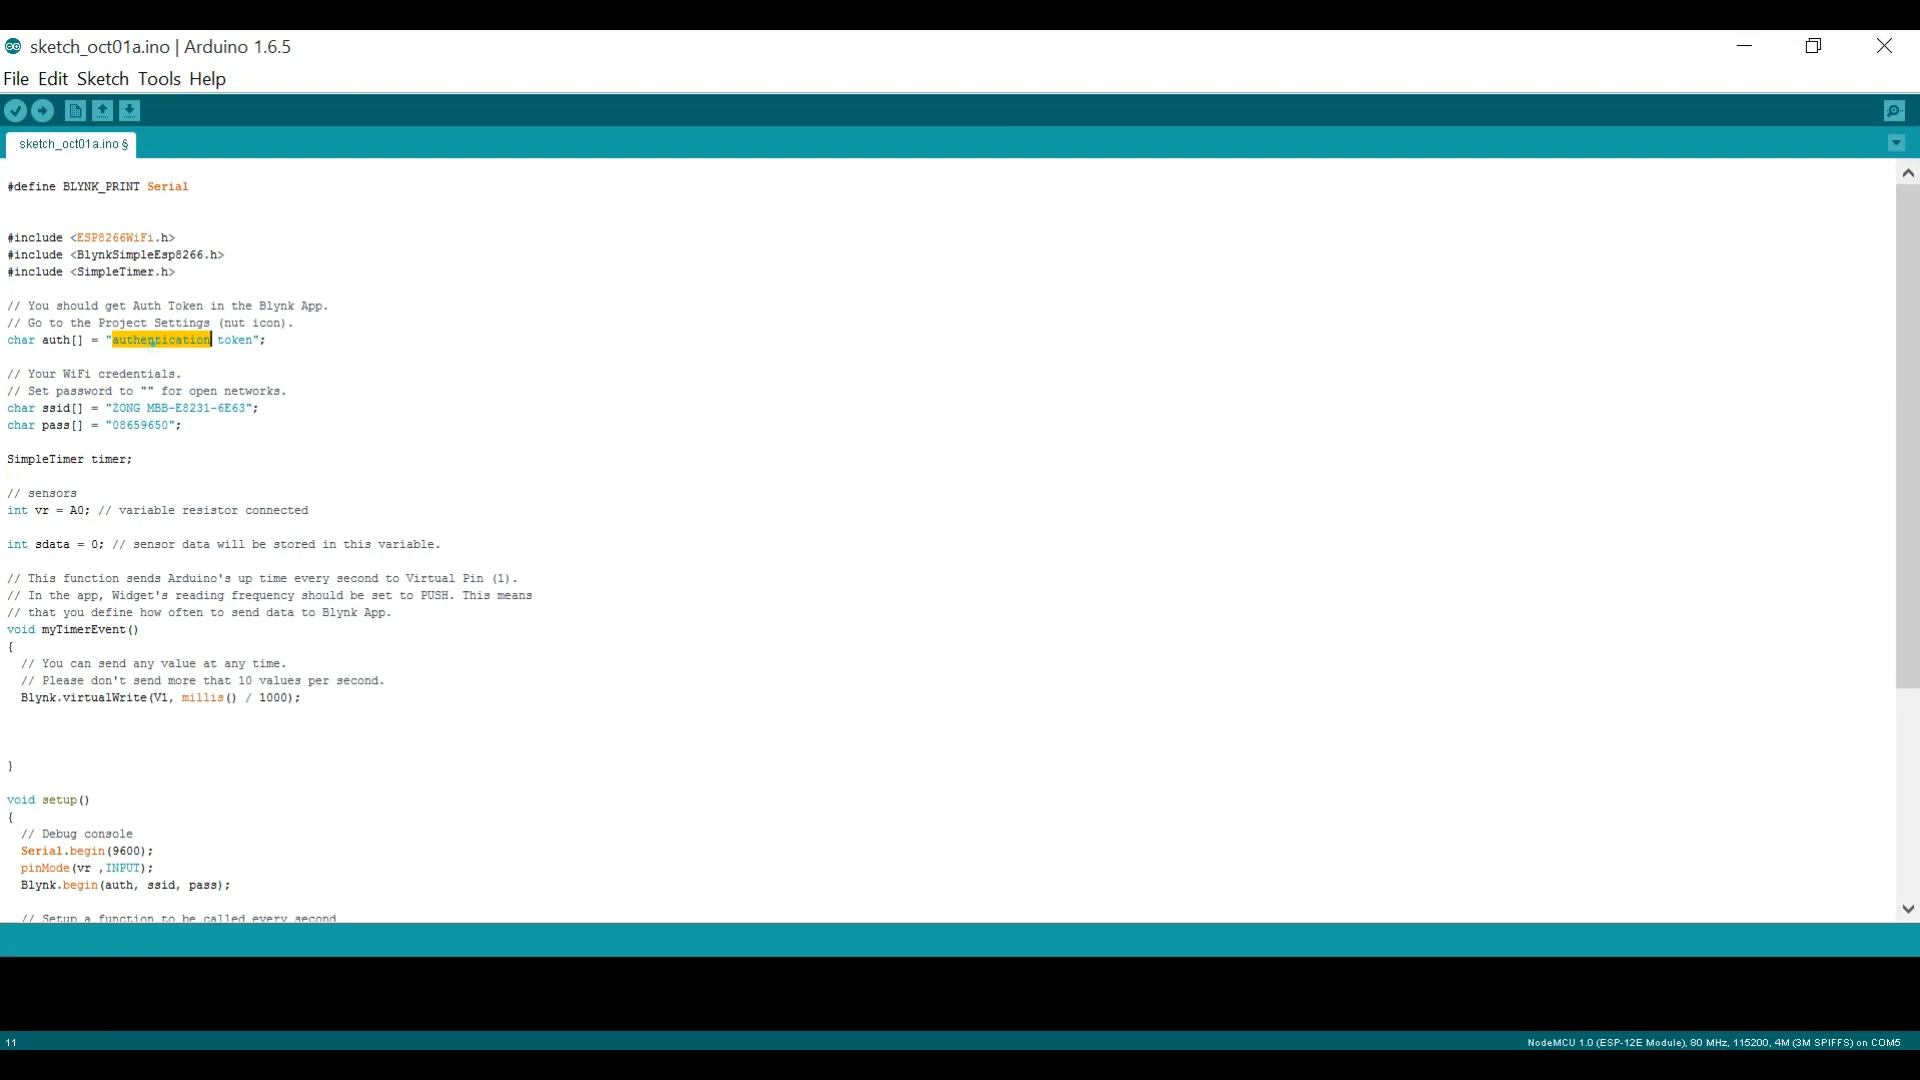 sketch_oct01a.ino | Arduino 1.6.5
File Edit Sketch Tools Help
sketch_oct01a.ino §
#define BLYNK_PRINT Serial
#include <ESP8266WiFi.h>
#include <BlynkSimpleEsp8266.h>
#include <SimpleTimer.h>
// You should get Auth Token in the Blynk App.
// Go to the Project Settings (nut icon).
char auth[] = "authentication token";
// Your WiFi credentials.
// Set password to "" for open networks.
char ssid[] = "ZONG MBB-E8231-6E63";
char pass[] = "08659650";
SimpleTimer timer;
// sensors
int vr = A0; // variable resistor connected
int sdata = 0; // sensor data will be stored in this variable.
// This function sends Arduino's up time every second to Virtual Pin (1).
// In the app, Widget's reading frequency should be set to PUSH. This means
// that you define how often to send data to Blynk App.
void myTimerEvent()
{
// You can send any value at any time.
// Please don't send more that 10 values per second.
Blynk.virtualWrite(V1, millis() / 1000);
}
void setup()
{
// Debug console
Serial.begin(9600);
pinMode(vr ,INPUT);
Blynk.begin(auth, ssid, pass);
// Setup a function to be called every second
11
NodeMCU 1.0 (ESP-12E Module), 80 MHz, 115200, 4M (3M SPIFFS) on COM5